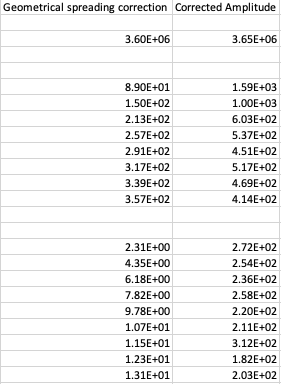 Geometrical spreading correction Corrected Amplitude
3.60E+06 3.65E+06
8.90E+01 1.59E+03
1.50E+02 1.00E+03
2.13E+02 6.03E+02
2.57E+02 5.37E+02
2.91E+02 4.51E+02
3.17E+02 5.17E+02
3.39E+02 4.69E+02
3.57E+02 4.14E+02
2.31E+00 2.72E+02
4.35E+00 2.54E+02
6.18E+00 2.36E+02
7.82E+00 2.58E+02
9.78E+00 2.20E+02
1.07E+01 2.11E+02
1.15E+01 3.12E+02
1.23E+01 1.82E+02
1.31E+01 2.03E+02